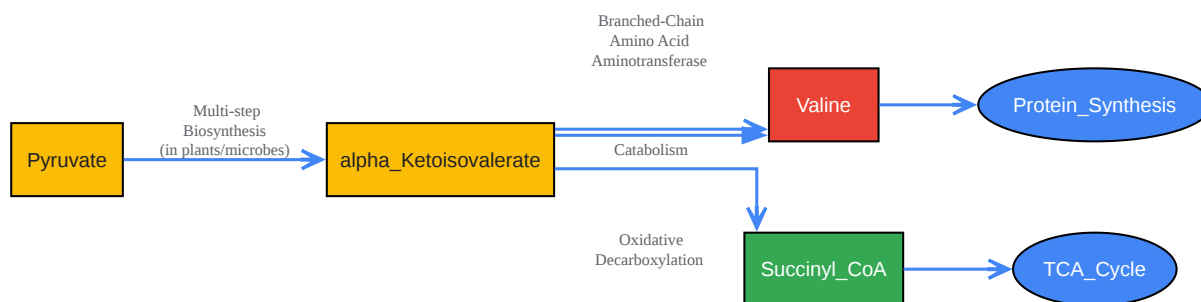 Branched-Chain
Amino Acid
Aminotransferase
Valine
Protein_Synthesis
Multi-step
Biosynthesis
(in plants/microbes)
Pyruvate
alpha_Ketoisovalerate
Catabolism
Oxidative
Decarboxylation
Succinyl_CoA
TCA_Cycle